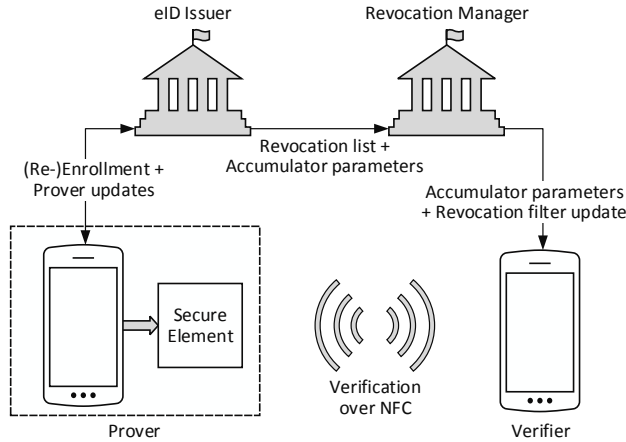 eID Issuer
Revocation Manager
Revocation list +
Accumulator parameters
(Re-)Enrollment +
Prover updates
Accumulator parameters
+ Revocation filter update
Secure
Element
Verification
over NFC
Prover
Verifier